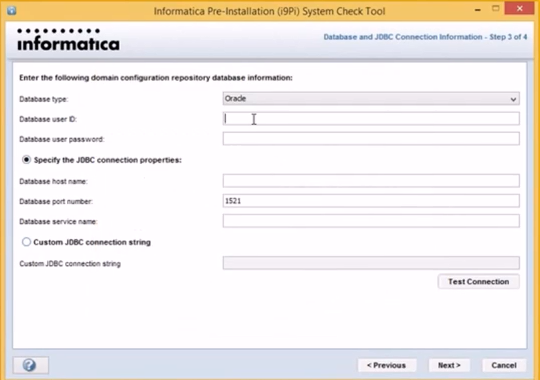 Informatica Pre-Installation (i9Pi) System Check Tool
informatica
Database and JDBC Connection Information - Step 3 of 4
Enter the following domain configuration repository database information:
Database type:
Oracle
Database user ID:
Database user password:
Specify the JDBC connection properties:
Database host name:
Database port number:
1521
Database service name:
Custom JDBC connection string
Custom JDBC connection string
Test Connection
?
< Previous
Next >
Cancel